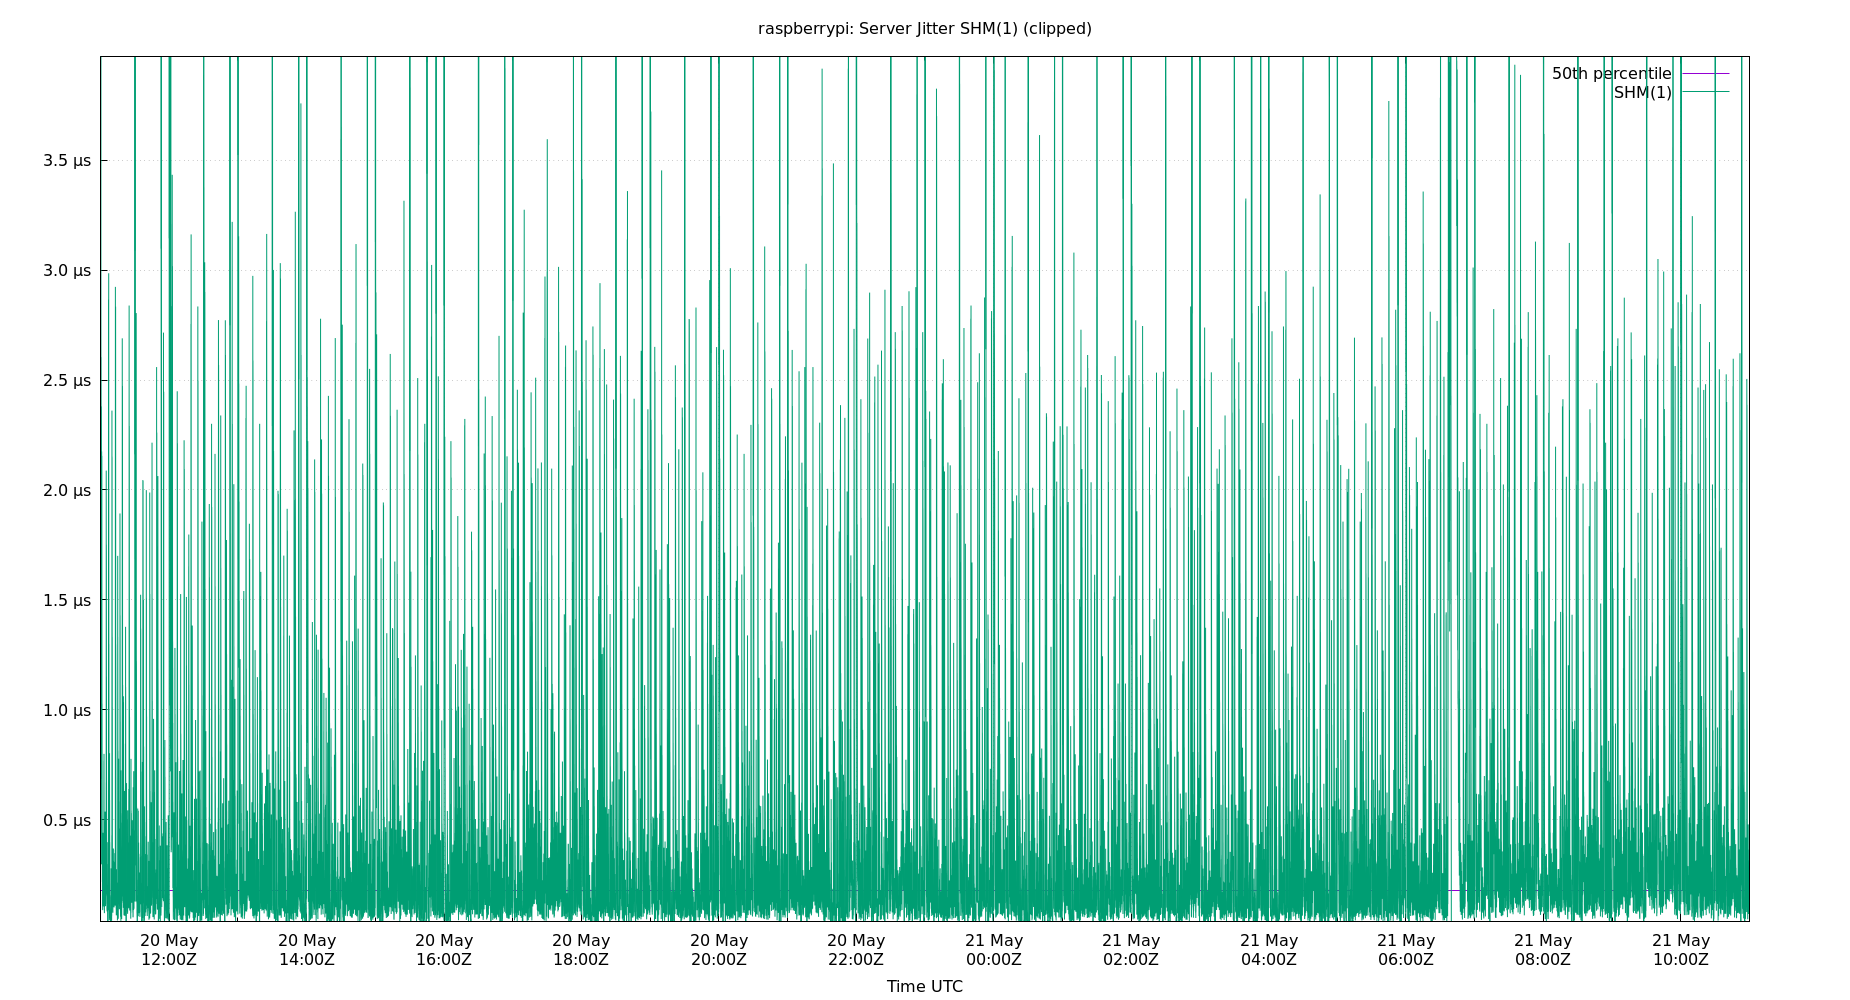 raspberrypi: Server Jitter SHM(1) (clipped)
50th percentile
SHM(1)
3.5 µs
3.0 µs
2.5 µs
2.0 µs
1.5 µs
1.0 µs
0.5 µs
20 May 20 May 20 May 20 May 20 May 20 May 21 May 21 May 21 May 21 May 21 May 21 May
12:00Z 14:00Z 16:00Z 18:00Z 20:00Z 22:00Z 00:00Z 02:00Z 04:00Z 06:00Z 08:00Z 10:00Z
Time UTC